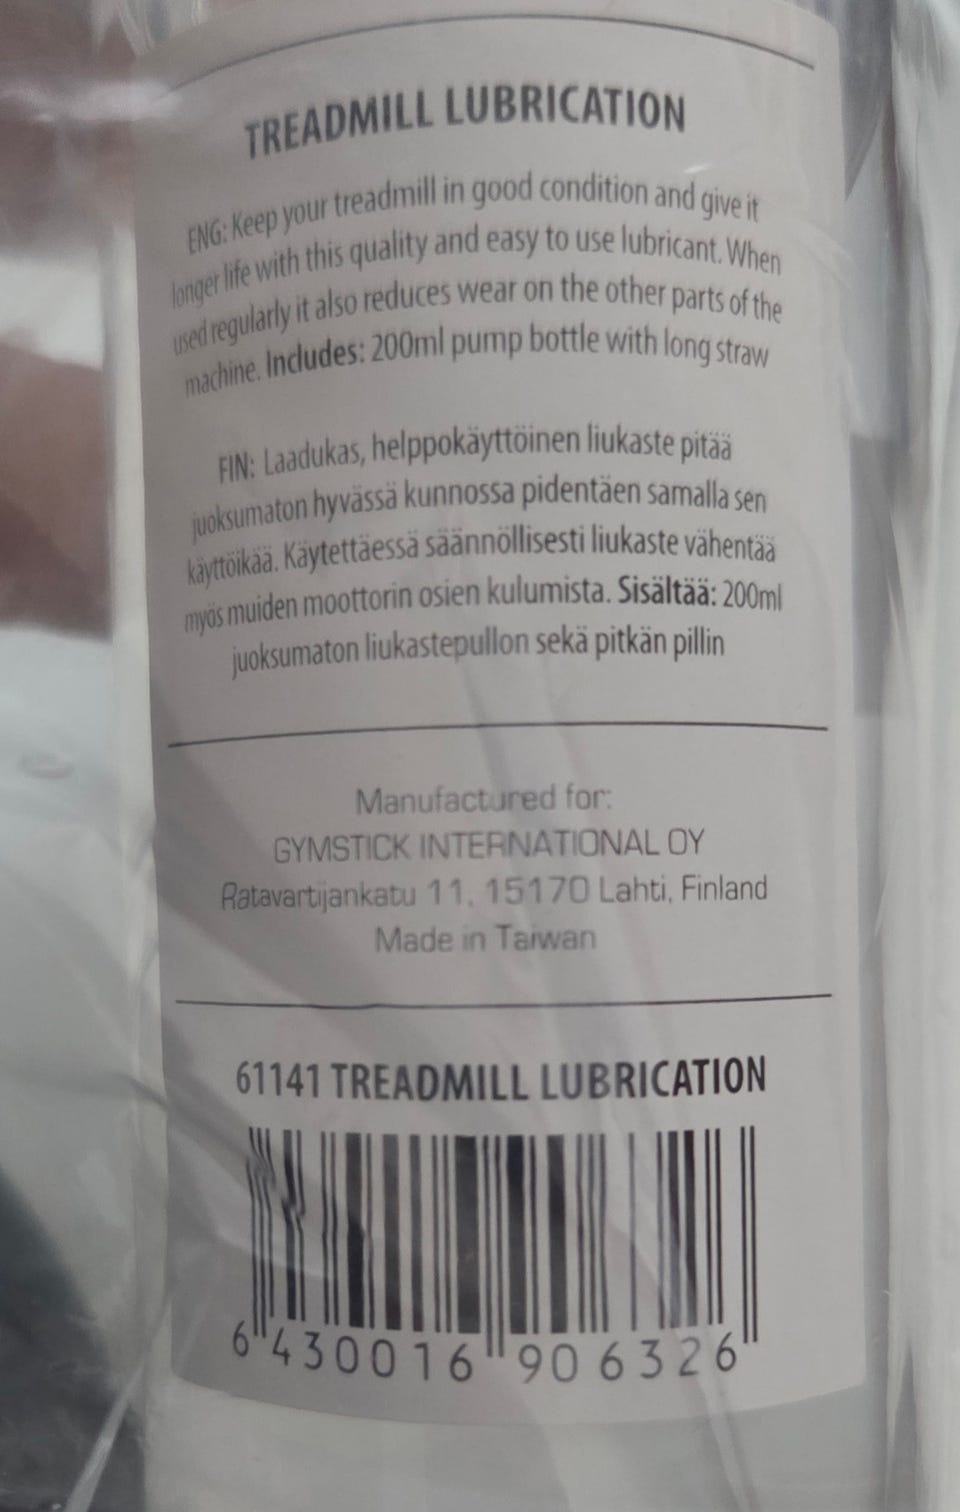 TREADMILL LUBRICATION
ENG: Keep your treadmill in good condition and give it
longer life with this quality and easy to use lubricant. When
used regularly it also reduces wear on the other parts of the
machine. Includes: 200ml pump bottle with long straw
FIN: Laadukas, helppokäyttöinen liukaste pitää
juoksumaton hyvässä kunnossa pidentäen samalla sen
käyttöikää. Käytettäessä säännöllisesti liukaste vähentää
myös muiden moottorin osien kulumista. Sisältää: 200ml
juoksumaton liukastepullon sekä pitkän pillin
Manufactured for:
GYMSTICK INTERNATIONAL OY
Ratavartijankatu 11, 15170 Lahti, Finland
Made in Taiwan
61141 TREADMILL LUBRICATION
6 430016 906326